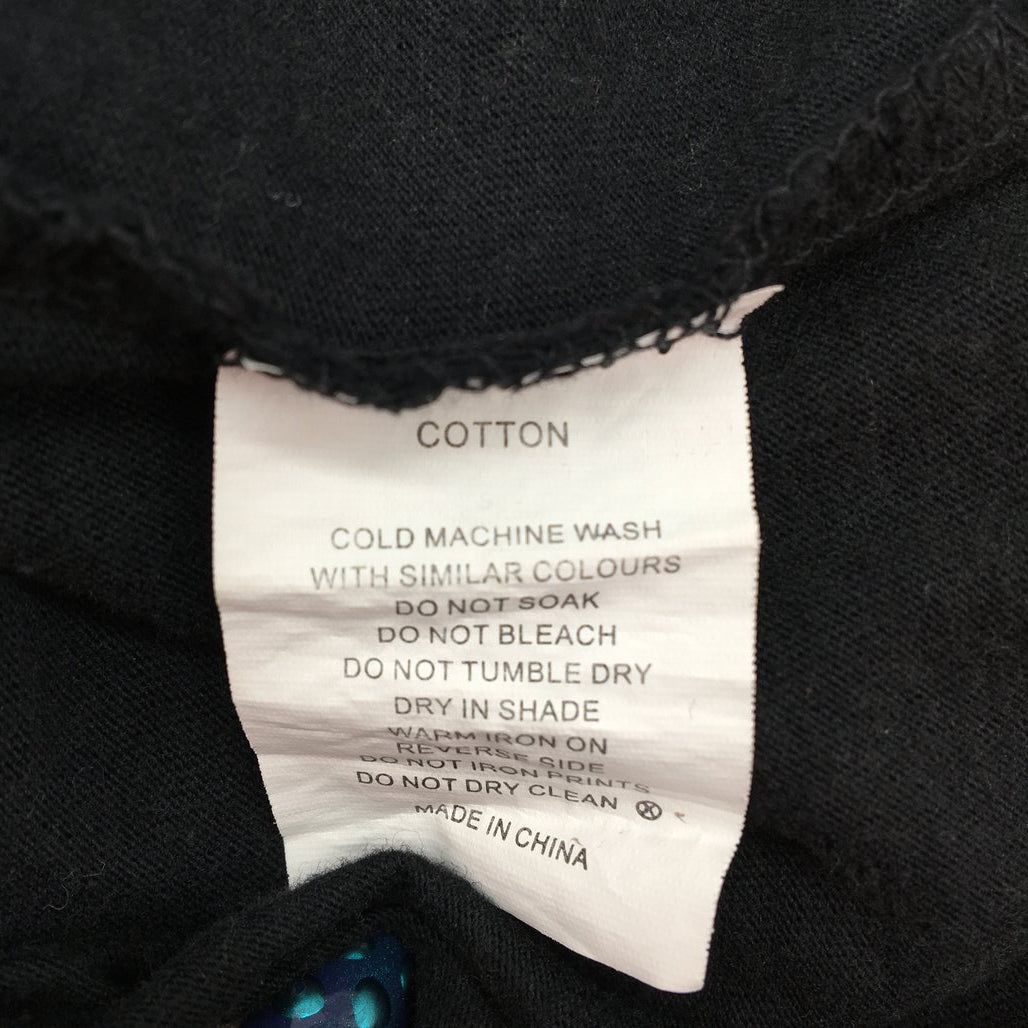 COTTON
COLD MACHINE WASH
WITH SIMILAR COLOURS
DO NOT SOAK
DO NOT BLEACH
DO NOT TUMBLE DRY
DRY IN SHADE
WARM IRON ON
REVERSE SIDE
DO NOT IRON PRINTS
DO NOT DRY CLEAN
MADE IN CHINA